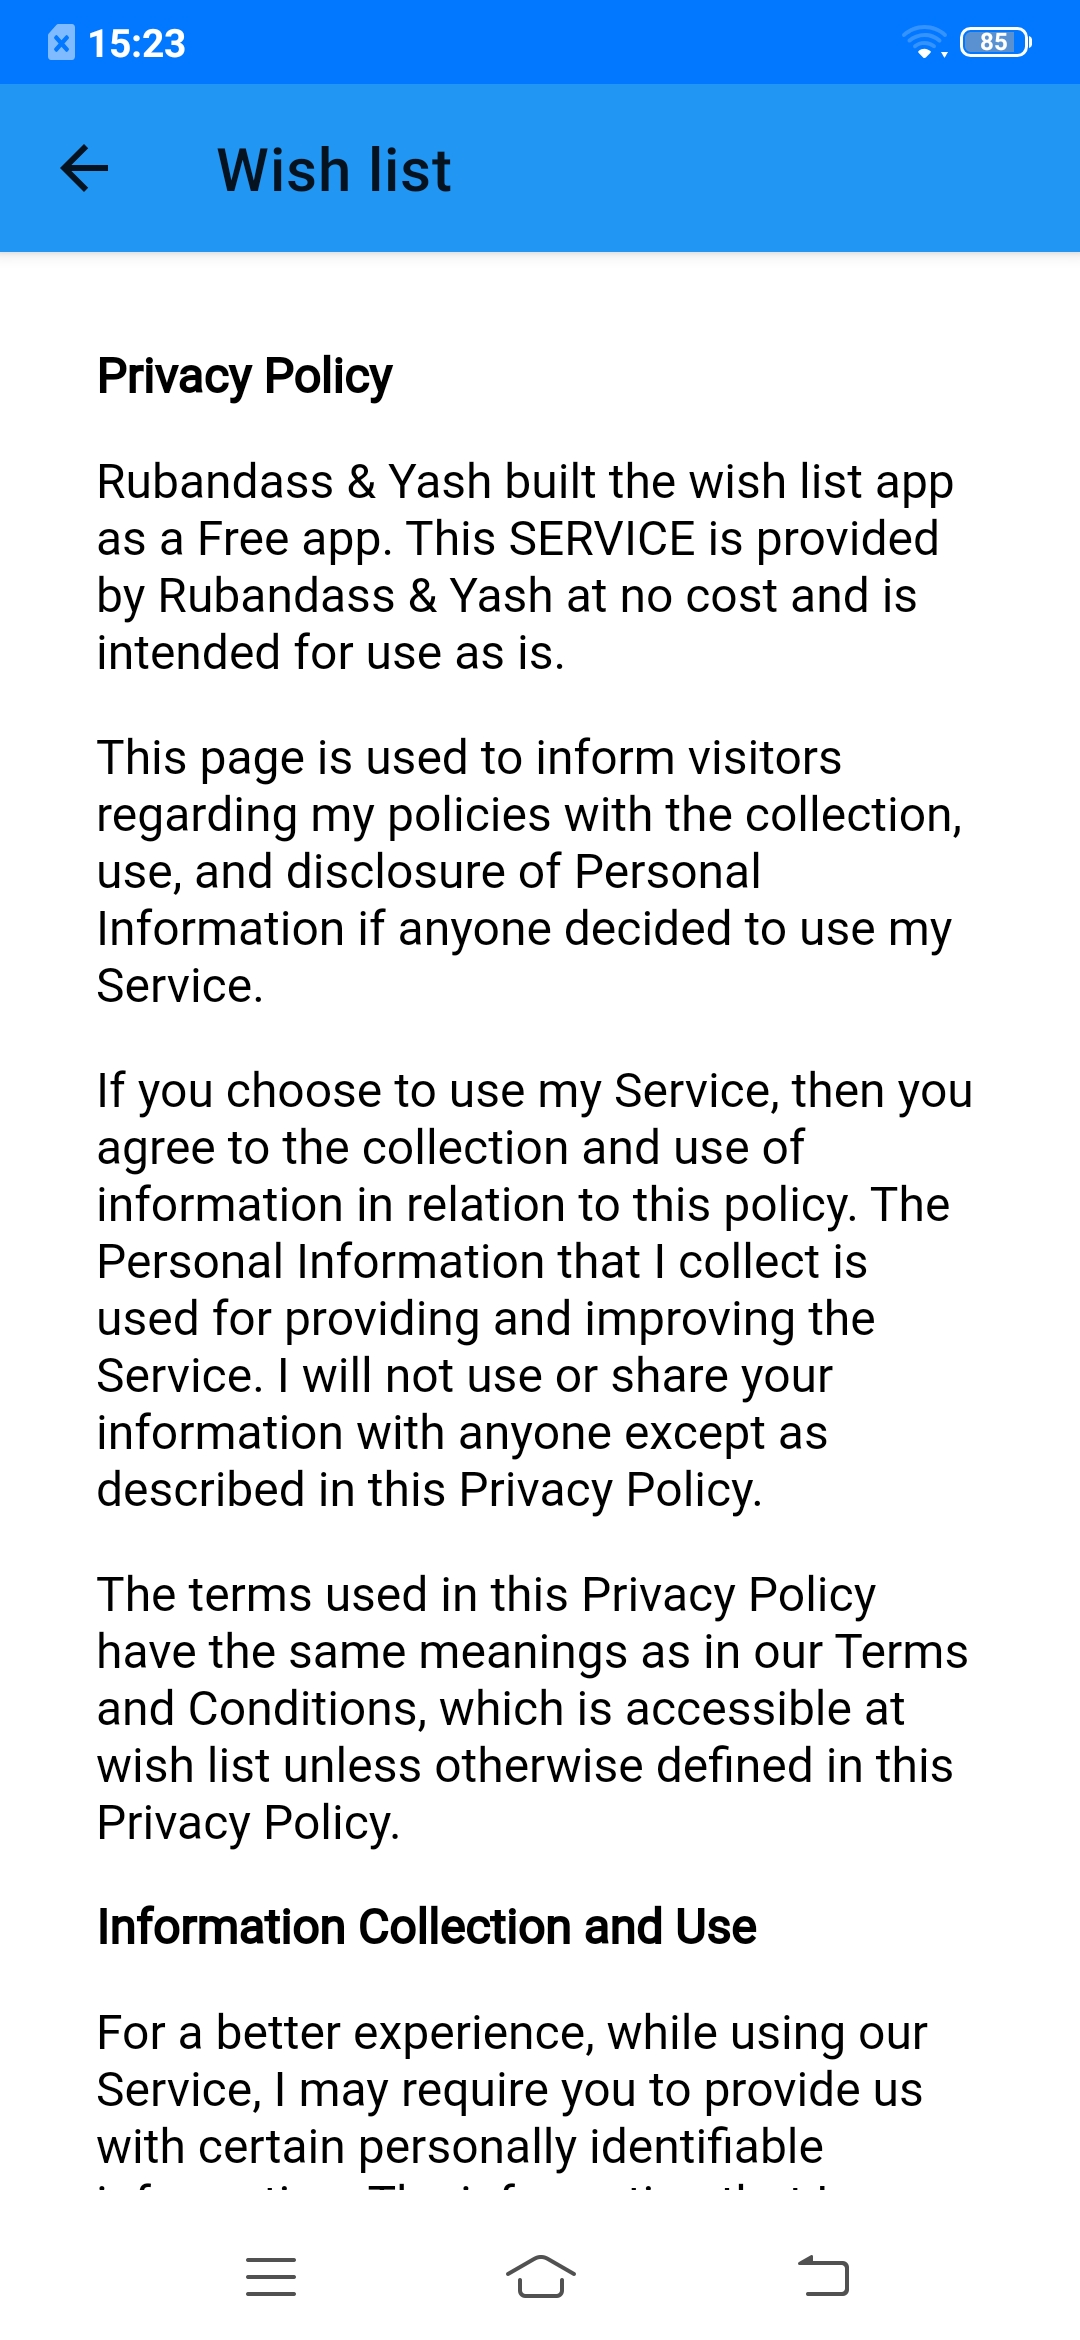 15:23
85
Wish list
Privacy Policy
Rubandass & Yash built the wish list app
as a Free app. This SERVICE is provided
by Rubandass & Yash at no cost and is
intended for use as is.
This page is used to inform visitors
regarding my policies with the collection,
use, and disclosure of Personal
Information if anyone decided to use my
Service.
If you choose to use my Service, then you
agree to the collection and use of
information in relation to this policy. The
Personal Information that I collect is
used for providing and improving the
Service. I will not use or share your
information with anyone except as
described in this Privacy Policy.
The terms used in this Privacy Policy
have the same meanings as in our Terms
and Conditions, which is accessible at
wish list unless otherwise defined in this
Privacy Policy.
Information Collection and Use
For a better experience, while using our
Service, I may require you to provide us
with certain personally identifiable